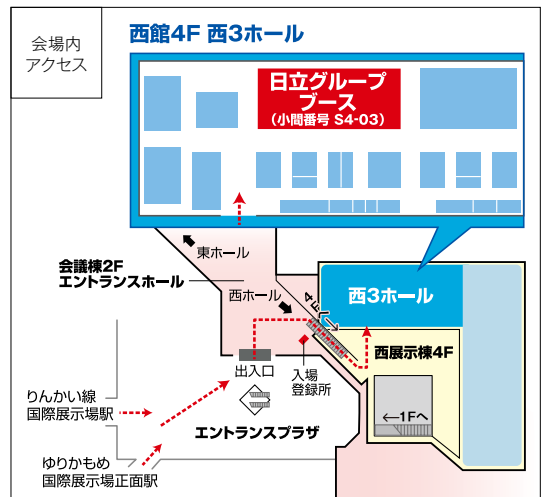 会場内
アクセス
西館4F 西3ホール
日立グループ
ブース
(小間番号 S4-03)
東ホール
会議棟2F
エントランスホール
西ホール
4Fへ
西3ホール
西展示棟4F
出入口
入場
登録所
←1Fへ
りんかい線
国際展示場駅
エントランスプラザ
ゆりかもめ
国際展示場正面駅